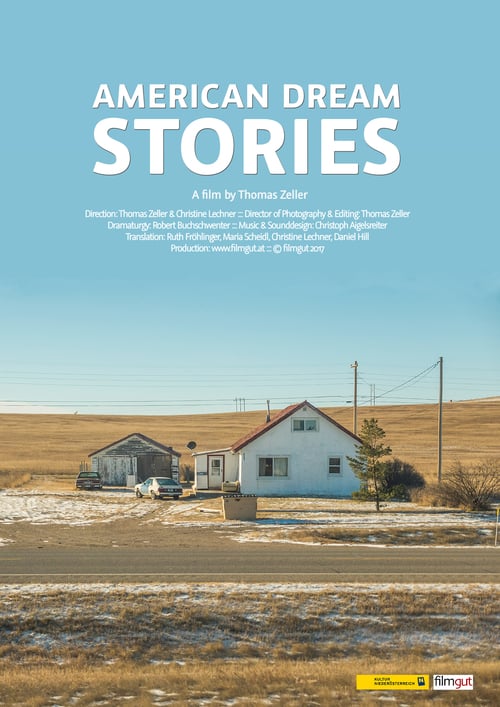 AMERICAN DREAM
STORIES
A film by Thomas Zeller
Direction: Thomas Zeller & Christine Lechner ::: Director of Photography & Editing: Thomas Zeller
Dramaturgy: Robert Buchschwenter ::: Music & Sounddesign: Christoph Aigelsreiter
Translation: Ruth Fröhlinger, Maria Scheidl, Christine Lechner, Daniel Hill
Production: www.filmgut.at ::: © filmgut 2017
KULTUR
NIEDERÖSTERREICH
filmgut